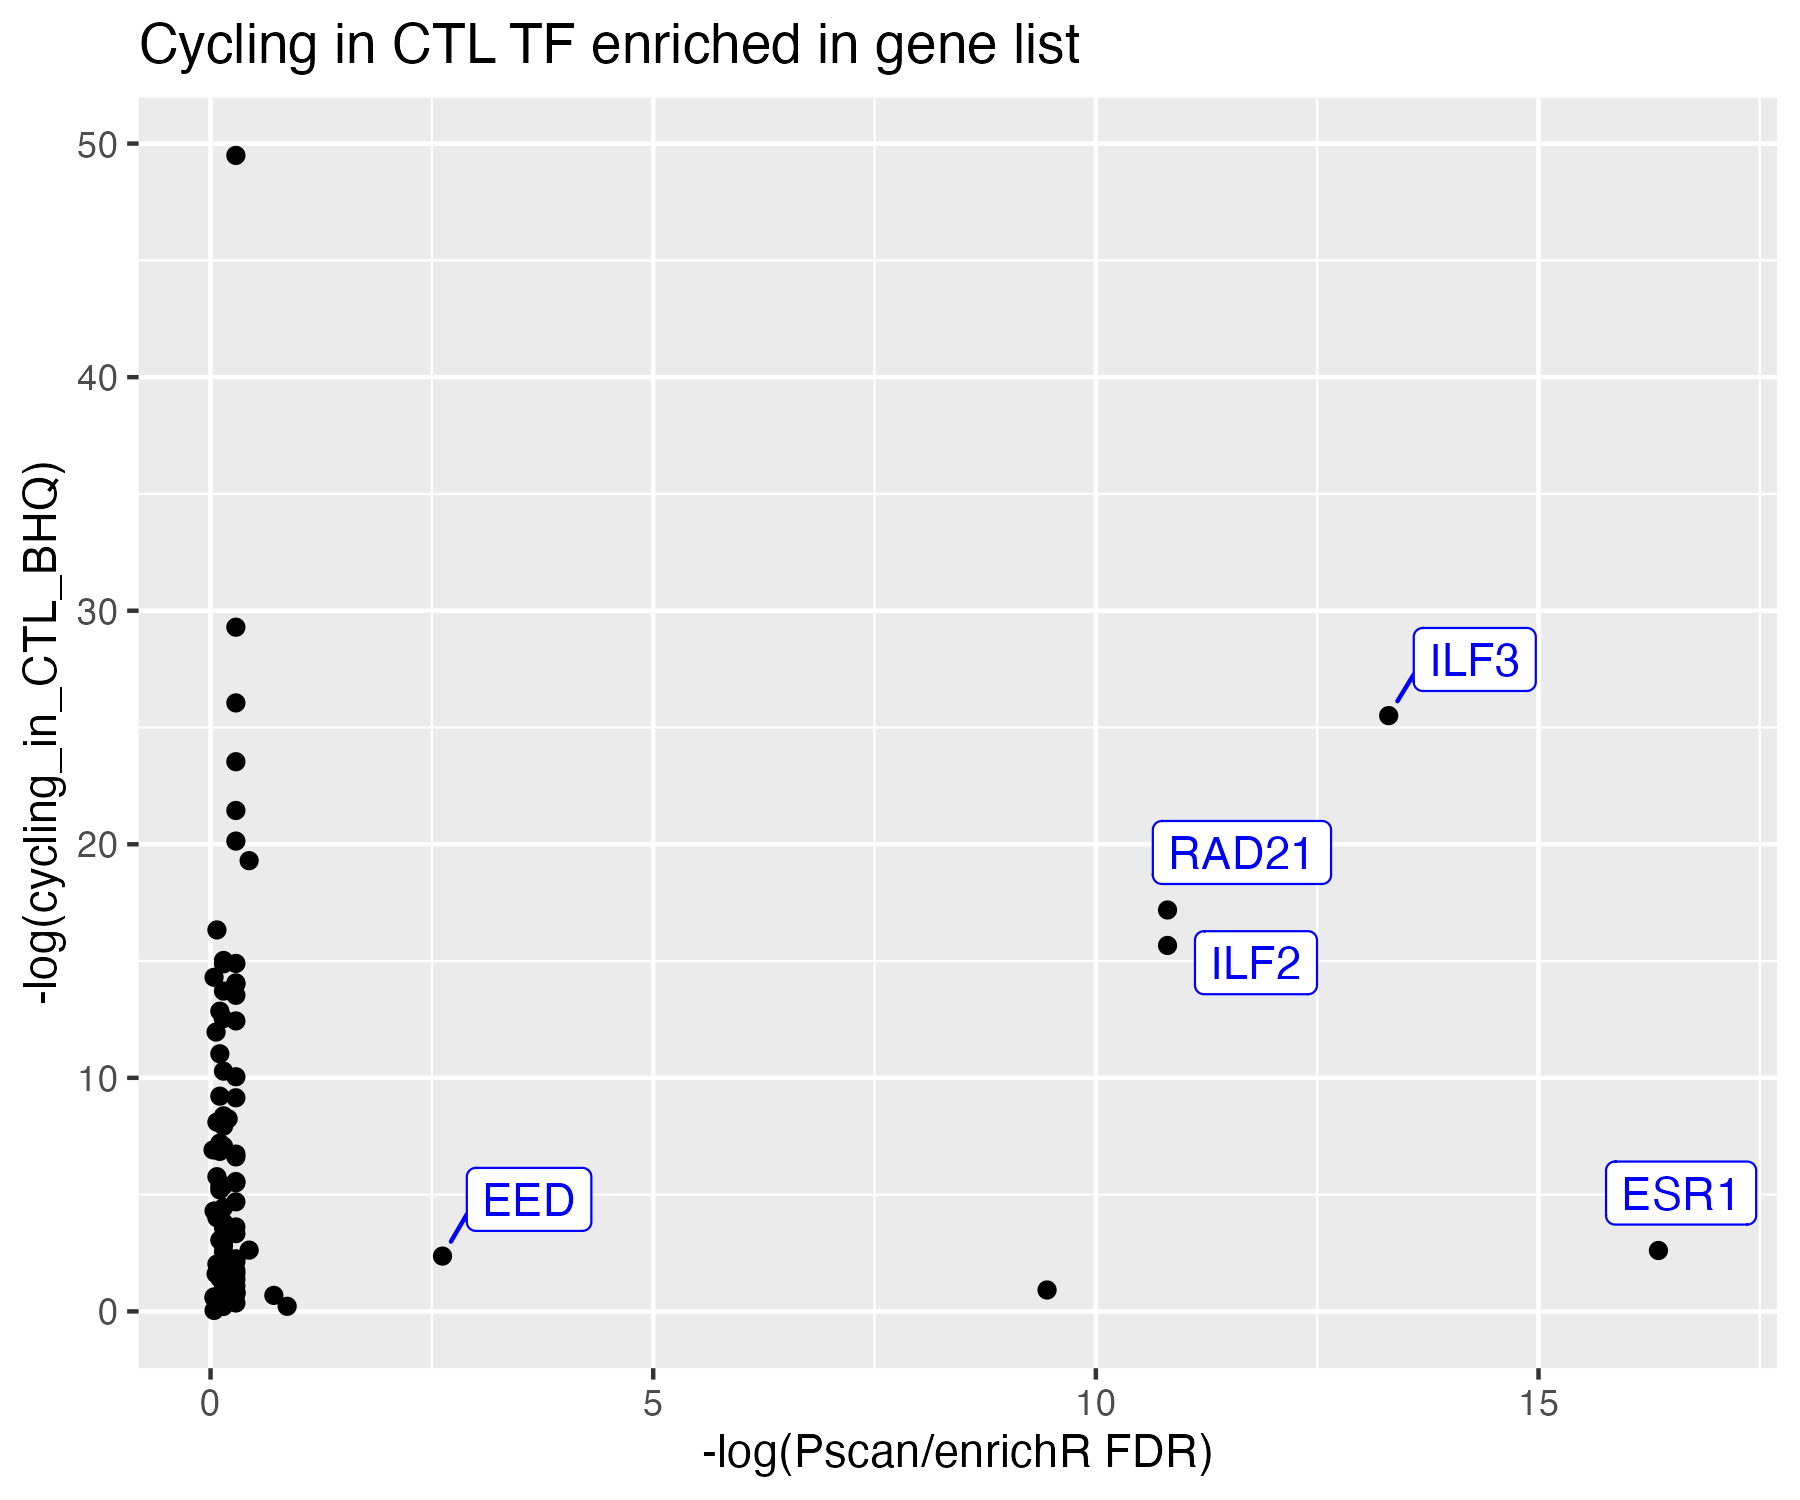 Cycling in CTL TF enriched in gene list
50
40
30
20
10
0
-log(cycling_in_CTL_BHQ)
ILF3
RAD21
ILF2
EED
ESR1
0
5
10
15
-log(Pscan/enrichR FDR)